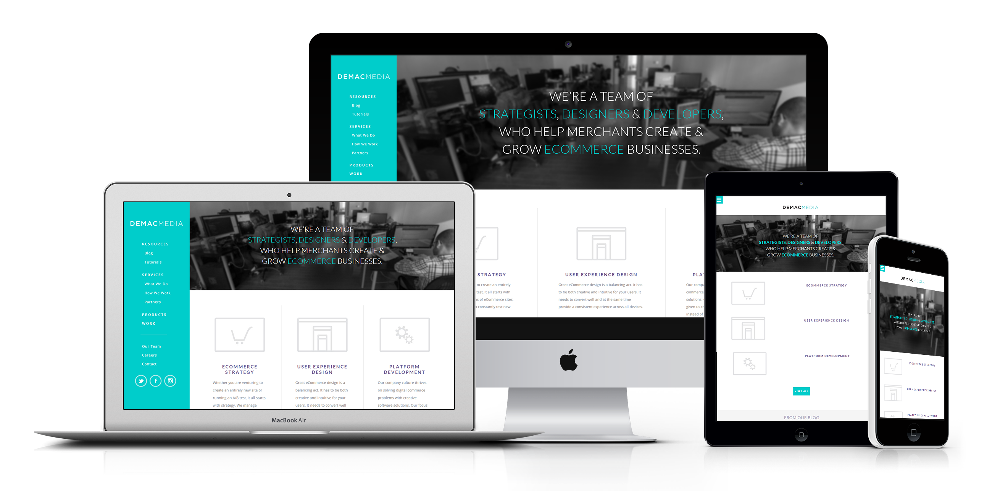 DEMACMEDIA
RESOURCES
Blog
Tutorials
SERVICES
What We Do
How We Work
Partners
PRODUCTS
WORK
WE'RE A TEAM OF
STRATEGISTS, DESIGNERS & DEVELOPERS,
WHO HELP MERCHANTS CREATE &
GROW ECOMMERCE BUSINESSES.
STRATEGY
to create an entirely
test, it all starts with
of eCommerce sites,
constantly test new
USER EXPERIENCE DESIGN
Great eCommerce design is a balancing act. It has
to be both creative and intuitive for your users. It
needs to convert well and at the same time
provide a consistent experience across all devices.
PLA
Our compa
commerce
solutions.
given us th
instead of
DEMACMEDIA
RESOURCES
Blog
Tutorials
SERVICES
What We Do
How We Work
Partners
PRODUCTS
WORK
Our Team
Careers
Contact
WE'RE A TEAM OF
STRATEGISTS, DESIGNERS & DEVELOPERS,
WHO HELP MERCHANTS CREATE &
GROW ECOMMERCE BUSINESSES.
ECOMMERCE
STRATEGY
Whether you are venturing to
create an entirely new site or
running an A/B test, it all starts
with strategy. We manage
USER EXPERIENCE
DESIGN
Great eCommerce design is a
balancing act. It has to be both
creative and intuitive for your
users. It needs to convert well
PLATFORM
DEVELOPMENT
Our company culture thrives
on solving digital commerce
problems with creative
software solutions. Our focus
MacBook Air
DEMACMEDIA
WE'RE A TEAM OF
STRATEGISTS, DESIGNERS & DEVELOPERS,
WHO HELP MERCHANTS CREATE &
GROW ECOMMERCE BUSINESSES.
ECOMMERCE STRATEGY
USER EXPERIENCE DESIGN
PLATFORM DEVELOPMENT
+ SEE ALL
FROM OUR BLOG
DEMACMEDIA
WE'RE A TEAM OF
STRATEGISTS, DESIGNERS & DEVELOPERS
WHO HELP MERCHANTS CREATE &
GROW ECOMMERCE BUSINESSES
ECOMMERCE STRATEGY
USER EXPERIENCE DESIGN
PLATFORM DEVELOPMENT